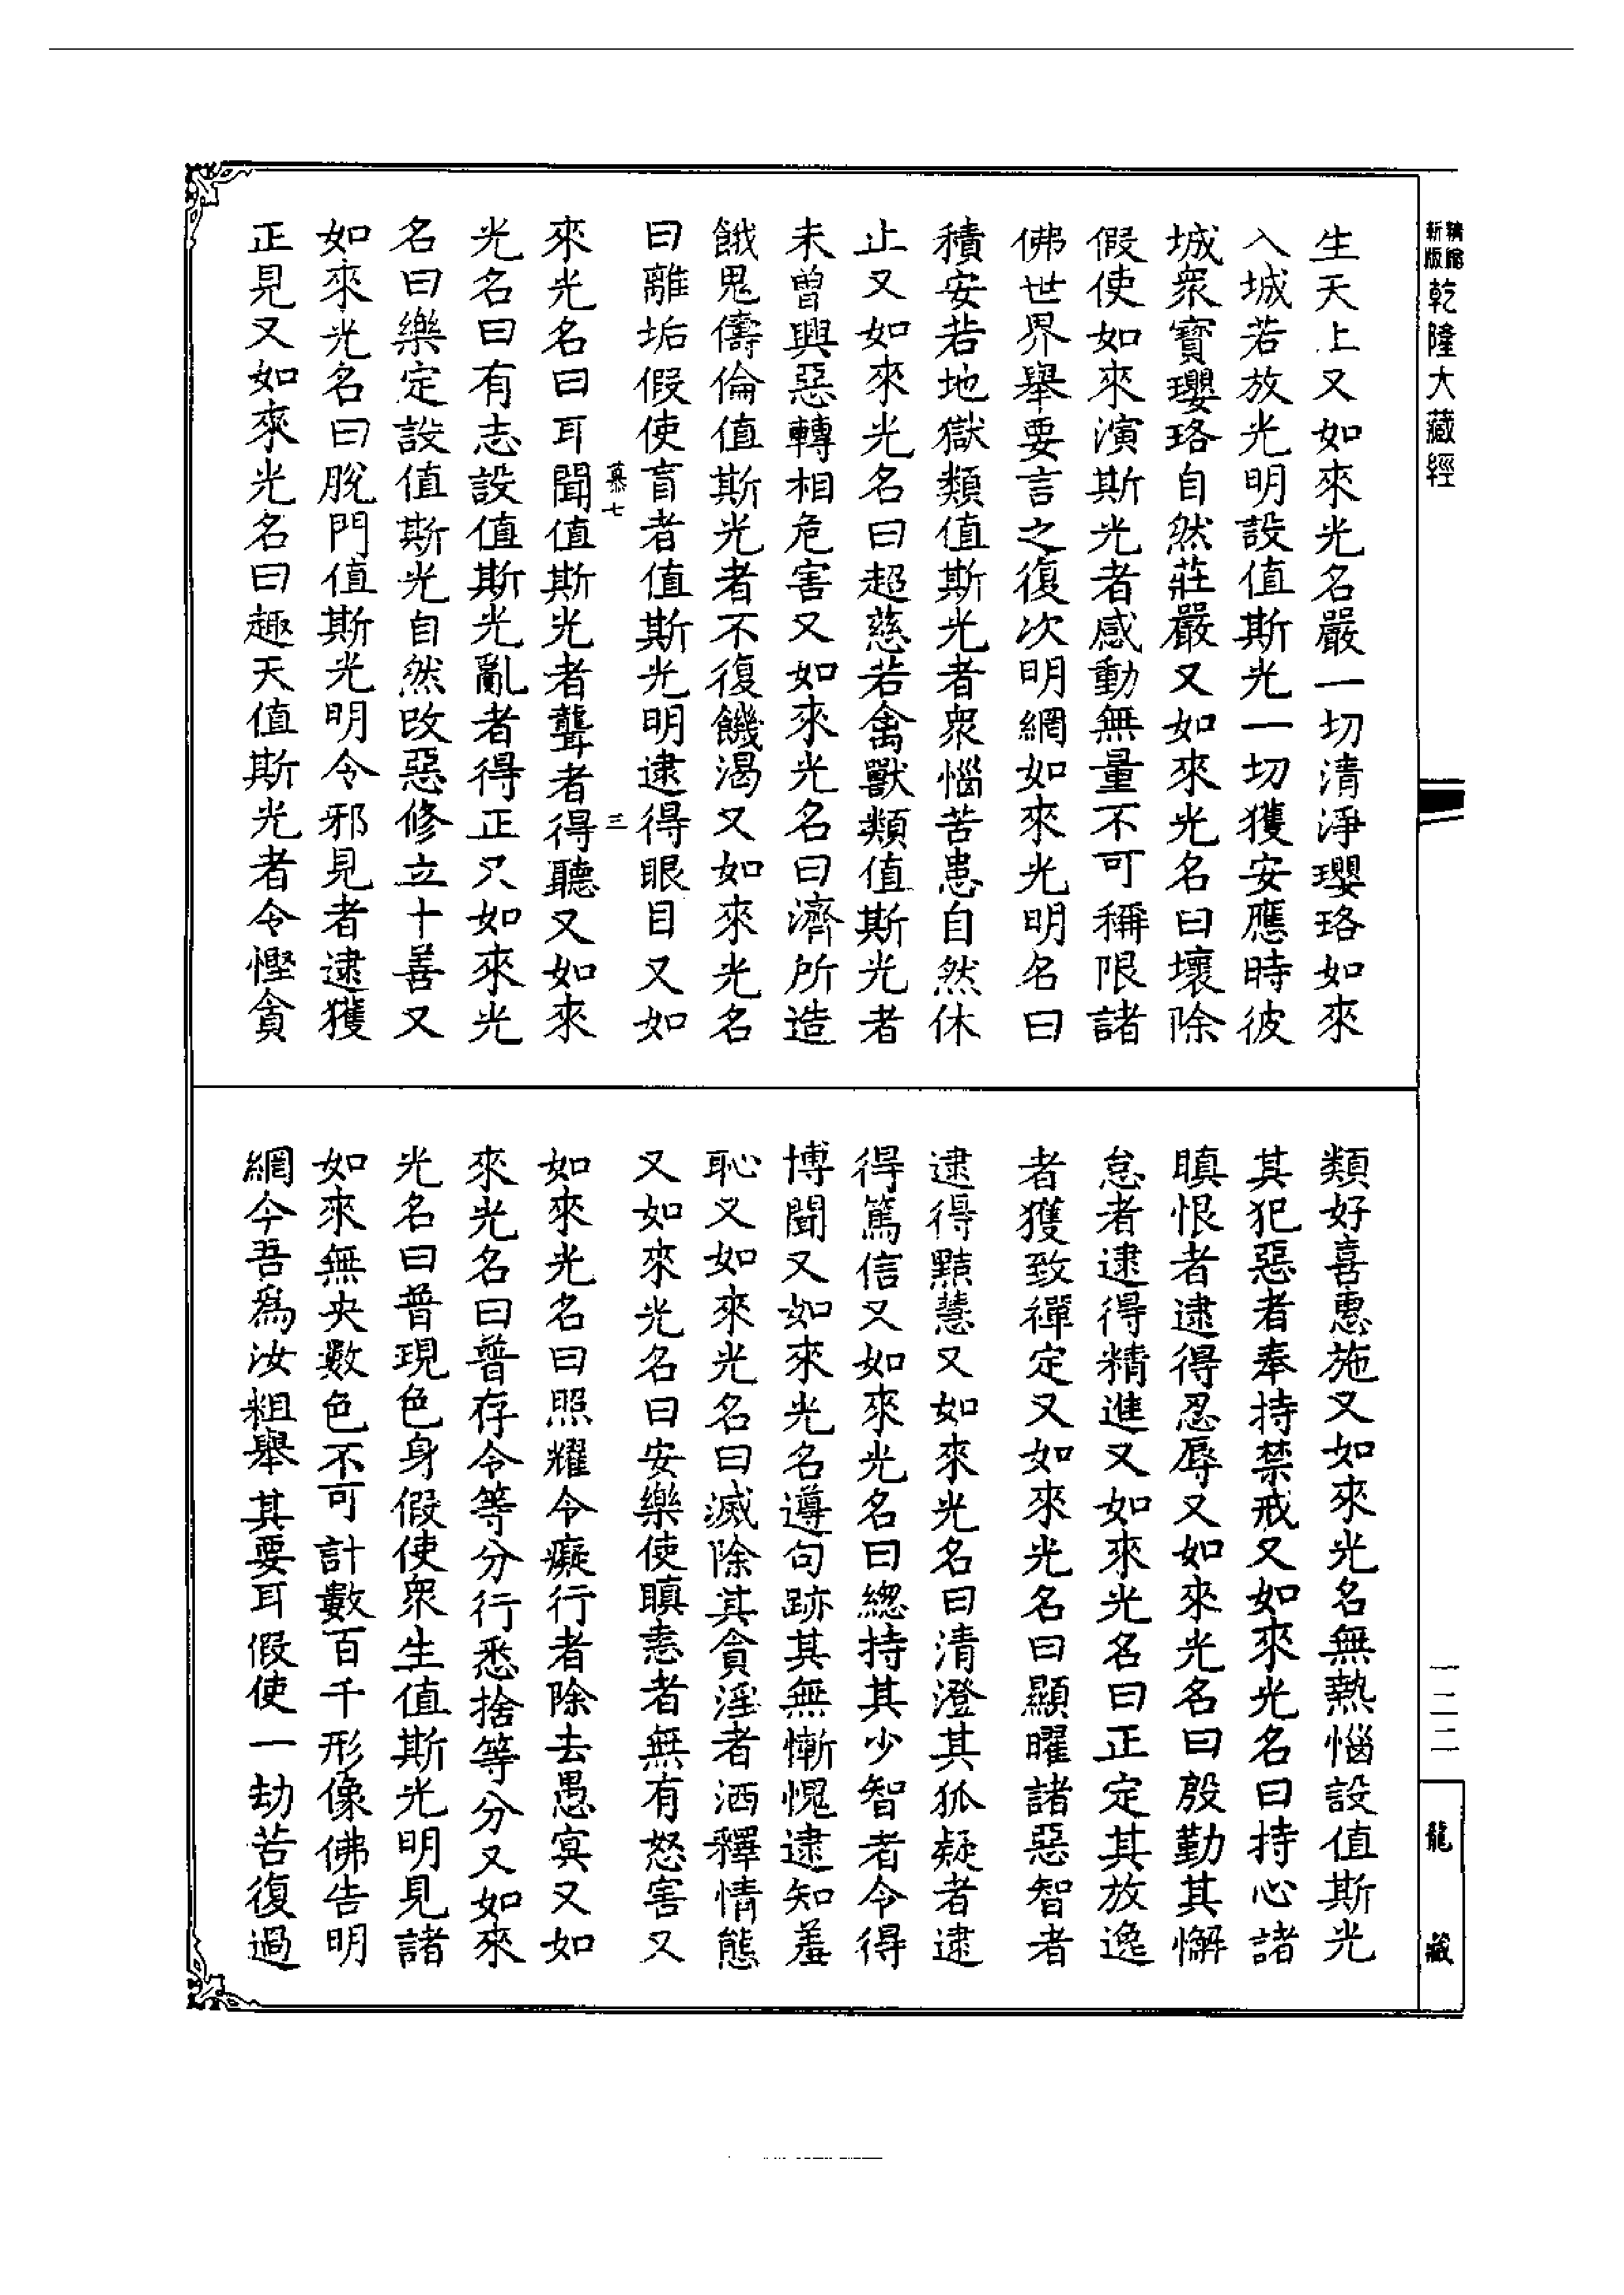 精縮新版乾隆大藏經
生天上又如來光名嚴一切清淨瓔珞如來
入城若放光明設值斯光一切獲安應時彼
城衆寶瓔珞自然莊嚴又如來光名曰壞除
假使如來演斯光者感動無量不可稱限諸
佛世界舉要言之復次明網如來光明名曰
積安若地獄類值斯光者衆惱苦患自然休
止又如來光名曰超慈若禽獸類值斯光者
未曾興惡轉相危害又如來光名曰濟所造
餓鬼儔倫值斯光者不復饑渴又如來光名
曰離垢假使盲者值斯光明逮得眼目又如
慕七 三
來光名曰耳聞值斯光者聾者得聽又如來
光名曰有志設值斯光亂者得正又如來光
名曰樂定設值斯光自然改惡修立十善又
如來光名曰脫門值斯光明令邪見者逮獲
正見又如來光名曰趣天值斯光者令慳貪
類好喜惠施又如來光名無熱惱設值斯光
其犯惡者奉持禁戒又如來光名曰持心諸
瞋恨者逮得忍辱又如來光名曰殷勤其懈
怠者逮得精進又如來光名曰正定其放逸
者獲致禪定又如來光名曰顯曜諸惡智者
逮得黠慧又如來光名曰清澄其狐疑者逮
得篤信又如來光名曰總持其少智者令得
博聞又如來光名遵句跡其無慚愧逮知羞
恥又如來光名曰滅除其貪淫者洒釋情態
又如來光名曰安樂使瞋恚者無有怒害又
如來光名曰照耀令癡行者除去愚冥又如
來光名曰普存令等分行悉捨等分又如來
光名曰普現色身假使衆生值斯光明見諸
如來無央數色不可計數百千形像佛告明
網今吾爲汝粗舉其要耳假使一劫若復過
一二二
龍藏